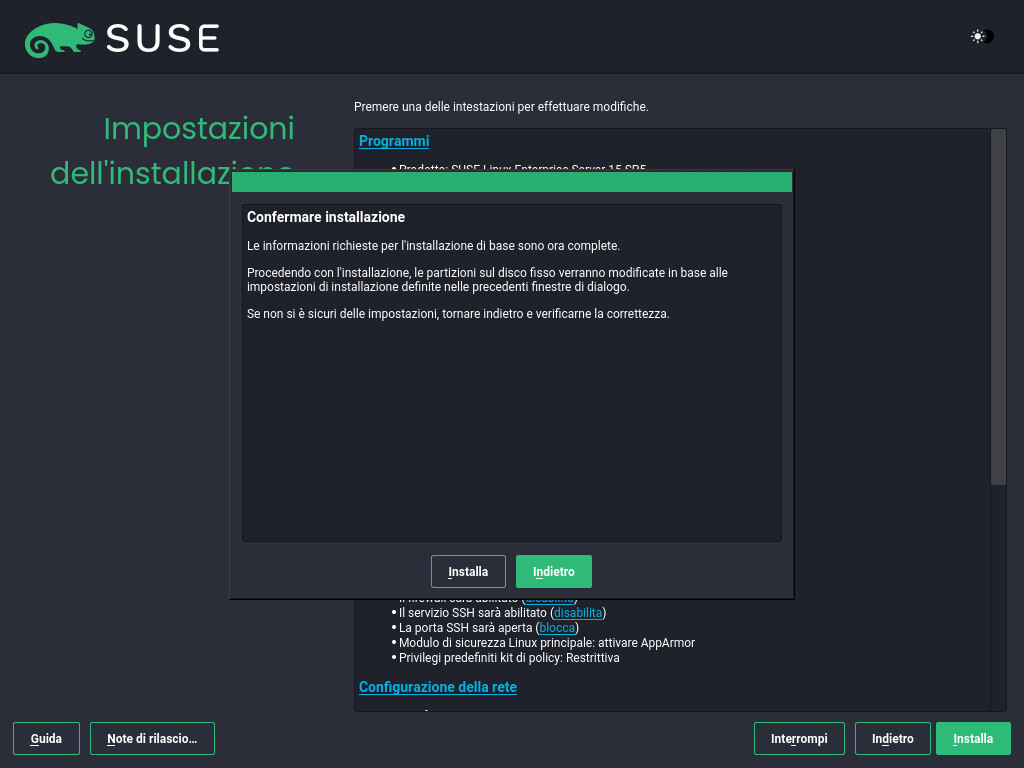 SUSE
Impostazioni
dell'installazione
Premere una delle intestazioni per effettuare modifiche.
Programmi
• Prodotto: SUSE Linux Enterprise Server 15 SP5
Confermare installazione
Le informazioni richieste per l'installazione di base sono ora complete.
Procedendo con l'installazione, le partizioni sul disco fisso verranno modificate in base alle
impostazioni di installazione definite nelle precedenti finestre di dialogo.
Se non si è sicuri delle impostazioni, tornare indietro e verificarne la correttezza.
Installa
Indietro
• Il firewall sarà abilitato (disabilita)
• Il servizio SSH sarà abilitato (disabilita)
• La porta SSH sarà aperta (blocca)
• Modulo di sicurezza Linux principale: attivare AppArmor
• Privilegi predefiniti kit di policy: Restrittiva
Configurazione della rete
Guida
Note di rilascio...
Interrompi
Indietro
Installa